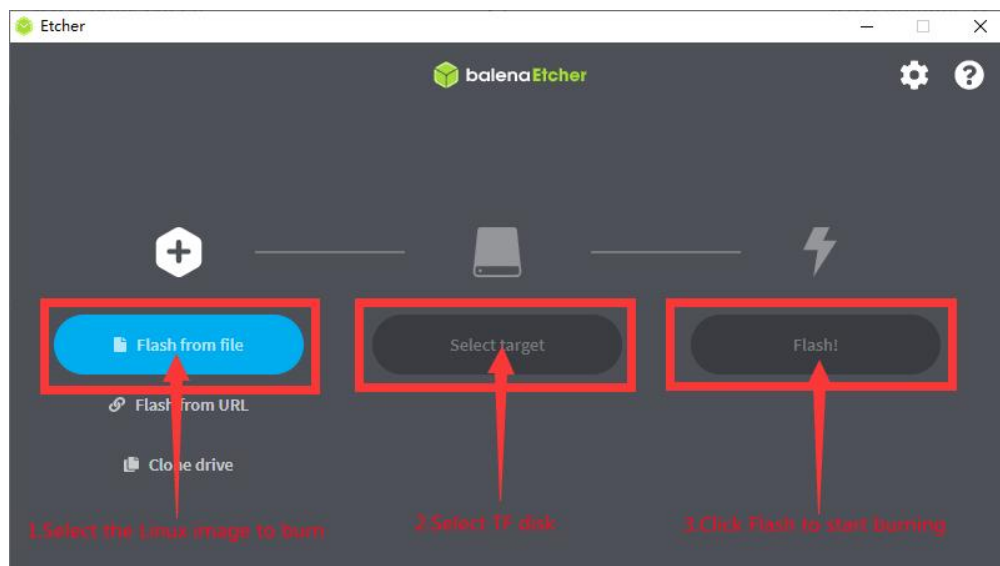 Etcher
balenaEtcher
Flash from file
Select target
Flash!
Flash from URL
Clone drive
1.Select the Linux image to burn
2.Select TF disk
3.Click Flash to start burning